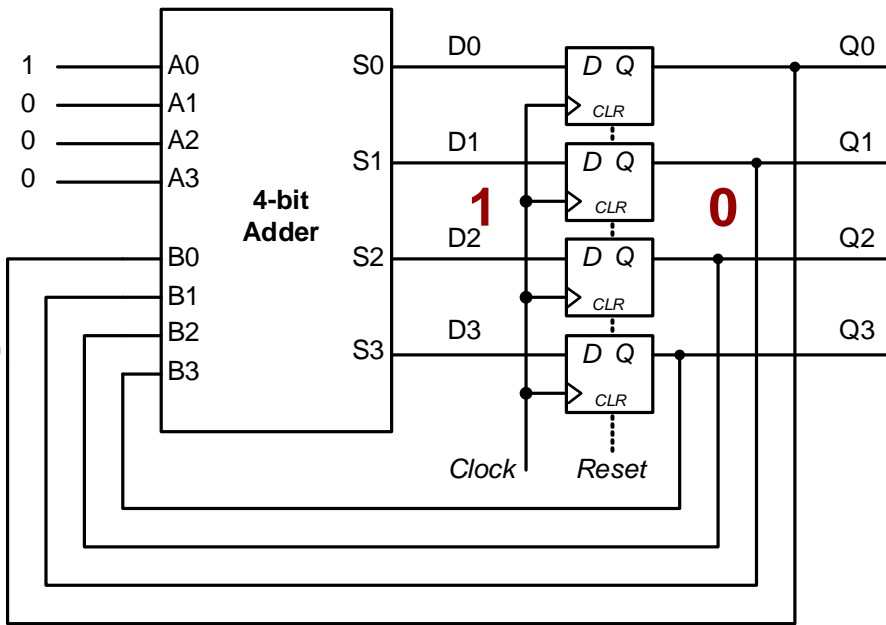 D0 Q0
1 A0 S0 D Q
0 A1 CLR
0 A2
0 A3 S1 D1 D Q Q1
4-bit
Adder
1 CLR 0
B0 S2 D2 D Q Q2
B1 CLR
B2
B3 S3 D3 D Q Q3
CLR
Clock Reset